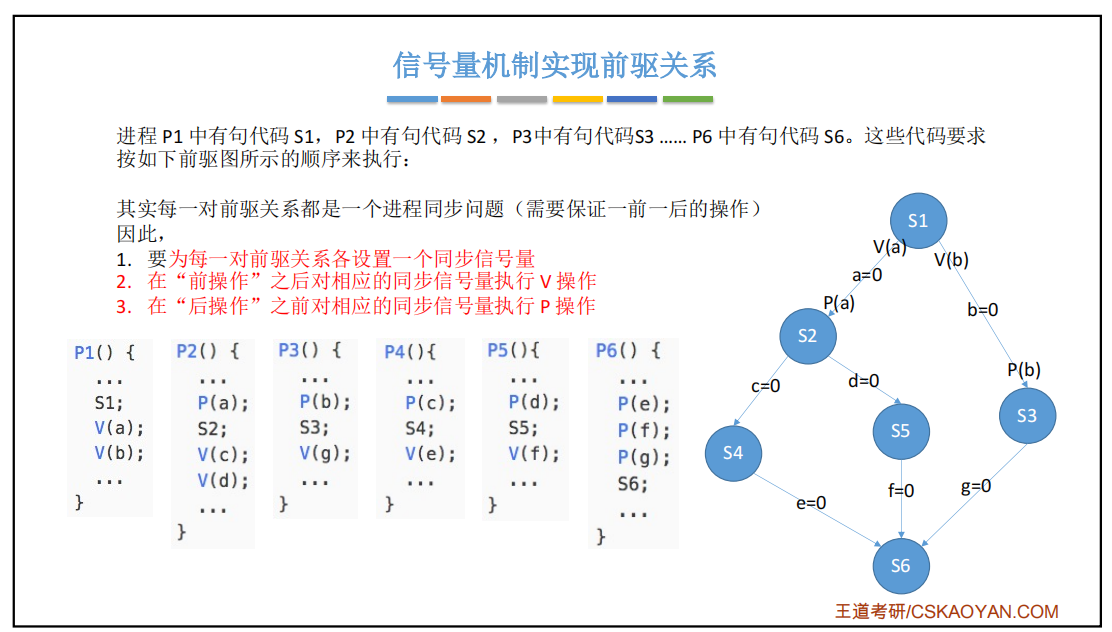 信号量机制实现前驱关系
进程 P1 中有句代码 S1，P2 中有句代码 S2 ，P3中有句代码S3 …… P6 中有句代码 S6。这些代码要求
按如下前驱图所示的顺序来执行：
其实每一对前驱关系都是一个进程同步问题（需要保证一前一后的操作）
因此，
1. 要为每一对前驱关系各设置一个同步信号量
2. 在“前操作”之后对相应的同步信号量执行 V 操作
3. 在“后操作”之前对相应的同步信号量执行 P 操作
P1() {
...
S1;
V(a);
V(b);
...
}
P2() {
...
P(a);
S2;
V(c);
V(d);
...
}
P3() {
...
P(b);
S3;
V(g);
...
}
P4(){
...
P(c);
S4;
V(e);
...
}
P5(){
...
P(d);
S5;
V(f);
...
}
P6() {
...
P(e);
P(f);
P(g);
S6;
...
}
S1
V(a)
V(b)
a=0
P(a)
b=0
S2
P(b)
c=0
d=0
S3
S5
S4
f=0
g=0
e=0
S6
王道考研/CSKAOYAN.COM